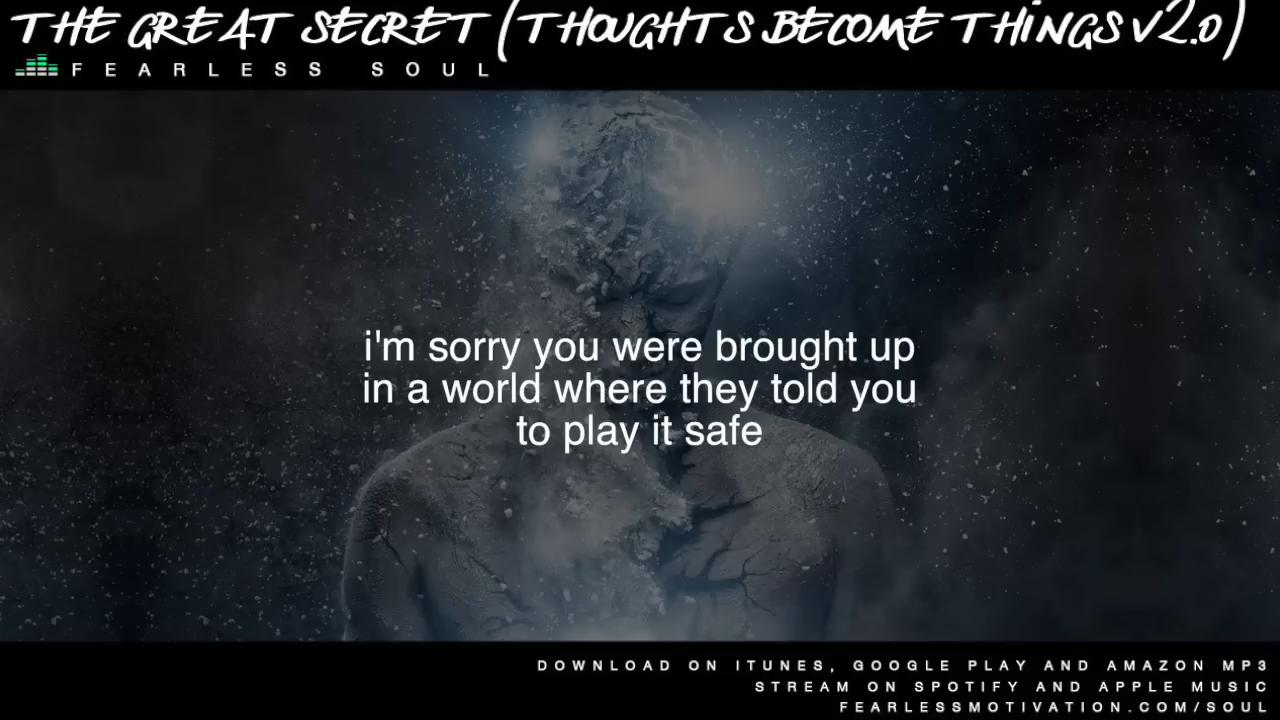 THE GREAT SECRET (THOUGHTS BECOME THINGS V2.0)
FEARLESS SOUL
i'm sorry you were brought up
in a world where they told you
to play it safe
DOWNLOAD ON ITUNES, GOOGLE PLAY AND AMAZON MP3
STREAM ON SPOTIFY AND APPLE MUSIC
FEARLESSMOTIVATION.COM/SOUL